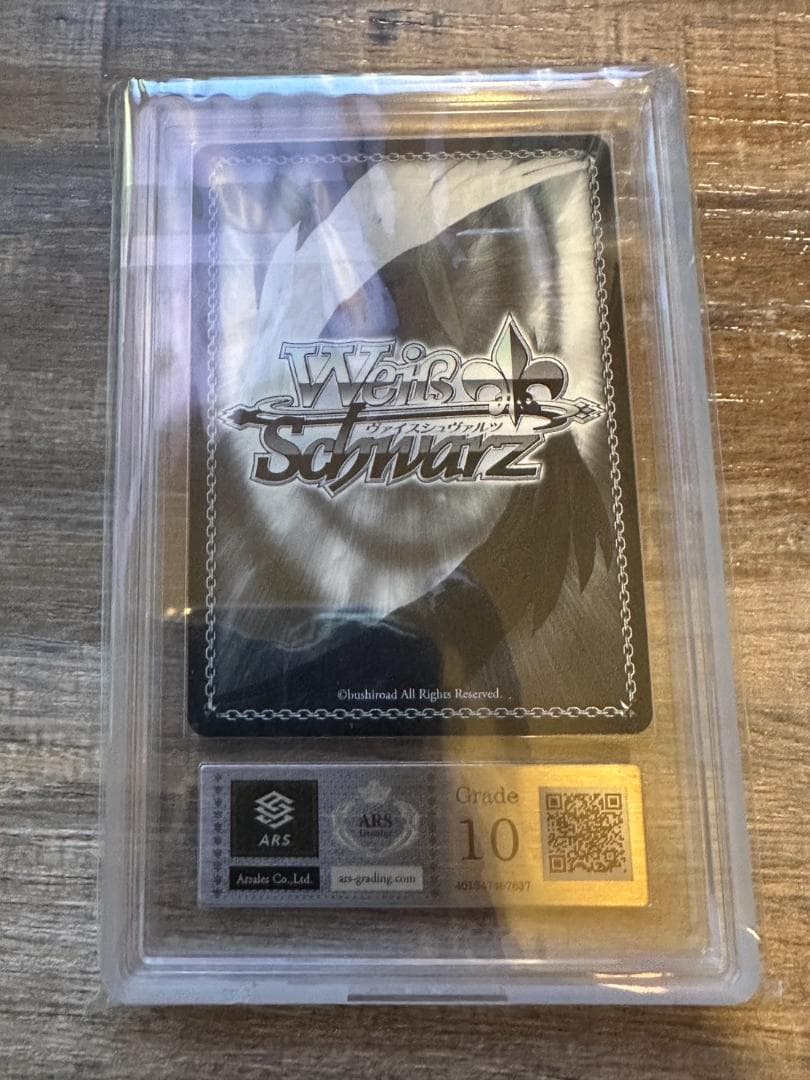 Weiß
ヴァイスシュヴァルツ
Schwarz
©bushiroad All Rights Reserved.
ARS
Arsales Co.,Ltd.
ARS
ars-grading.com
Grade
10